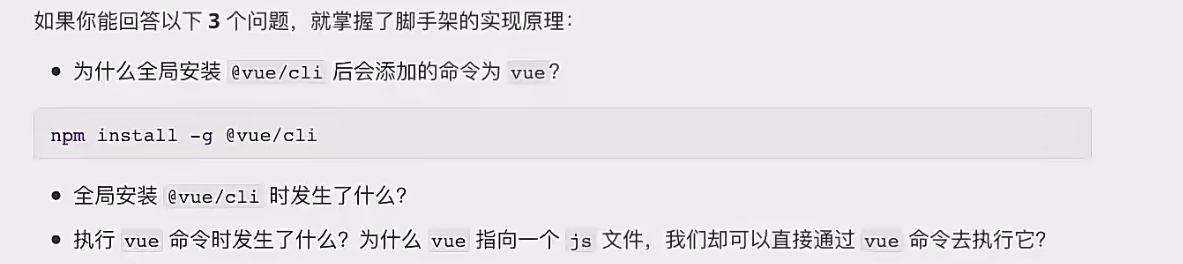 如果你能回答以下 3 个问题，就掌握了脚手架的实现原理：
• 为什么全局安装 @vue/cli 后会添加的命令为 vue？
npm install -g @vue/cli
• 全局安装 @vue/cli 时发生了什么？
• 执行 vue 命令时发生了什么？为什么 vue 指向一个 js 文件，我们却可以直接通过 vue 命令去执行它？